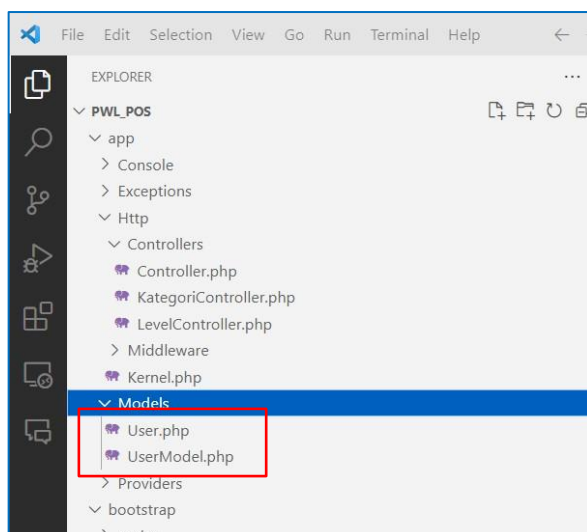 File Edit Selection View Go Run Terminal Help
EXPLORER
PWL_POS
app
Console
Exceptions
Http
Controllers
Controller.php
KategoriController.php
LevelController.php
Middleware
Kernel.php
Models
User.php
UserModel.php
Providers
bootstrap